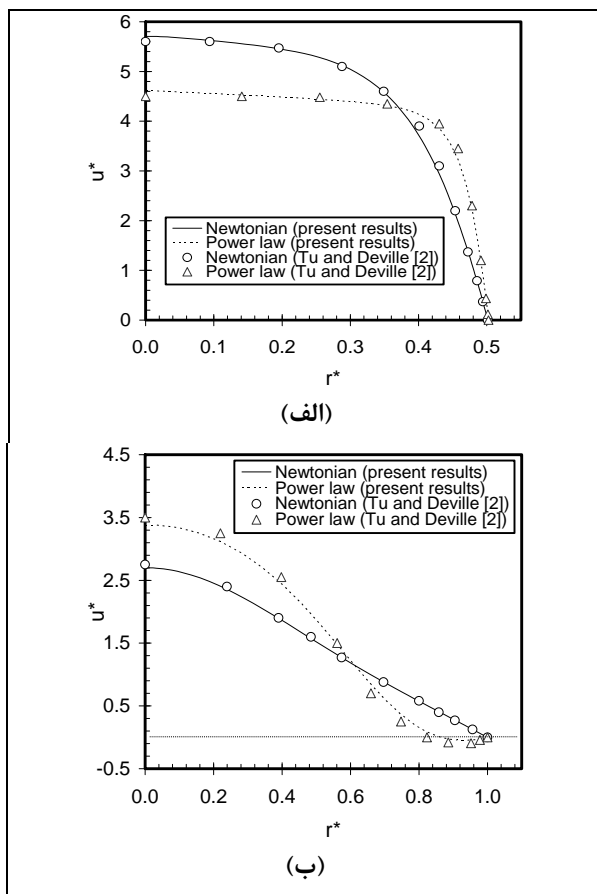 6
5
4
3
2
1
0
u*
Newtonian (present results)
Power law (present results)
Newtonian (Tu and Deville [2])
Power law (Tu and Deville [2])
0.0 0.1 0.2 0.3 0.4 0.5
r*
(الف)
4.5
3.5
2.5
1.5
0.5
-0.5
u*
Newtonian (present results)
Power law (present results)
Newtonian (Tu and Deville [2])
Power law (Tu and Deville [2])
0.0 0.2 0.4 0.6 0.8 1.0
r*
(ب)